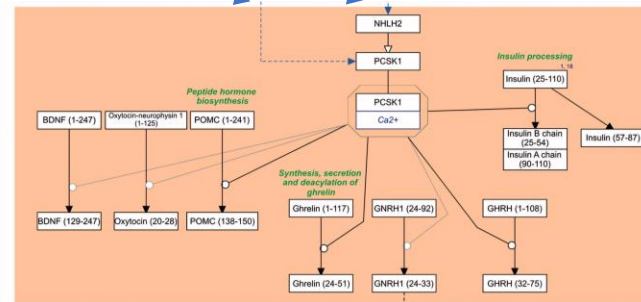 NHLH2
PCSK1
Insulin processing
1, 18
Insulin (25-110)
PCSK1
Ca2+
Peptide hormone
biosynthesis
BDNF (1-247)
Oxytocin-neurophysin 1
(1-125)
POMC (1-241)
Insulin B chain
(25-54)
Insulin A chain
(90-110)
Insulin (57-87)
Synthesis, secretion
and deacylation of
ghrelin
Ghrelin (1-117)
GNRH1 (24-92)
GHRH (1-108)
BDNF (129-247)
Oxytocin (20-28)
POMC (138-150)
Ghrelin (24-51)
GNRH1 (24-33)
GHRH (32-75)